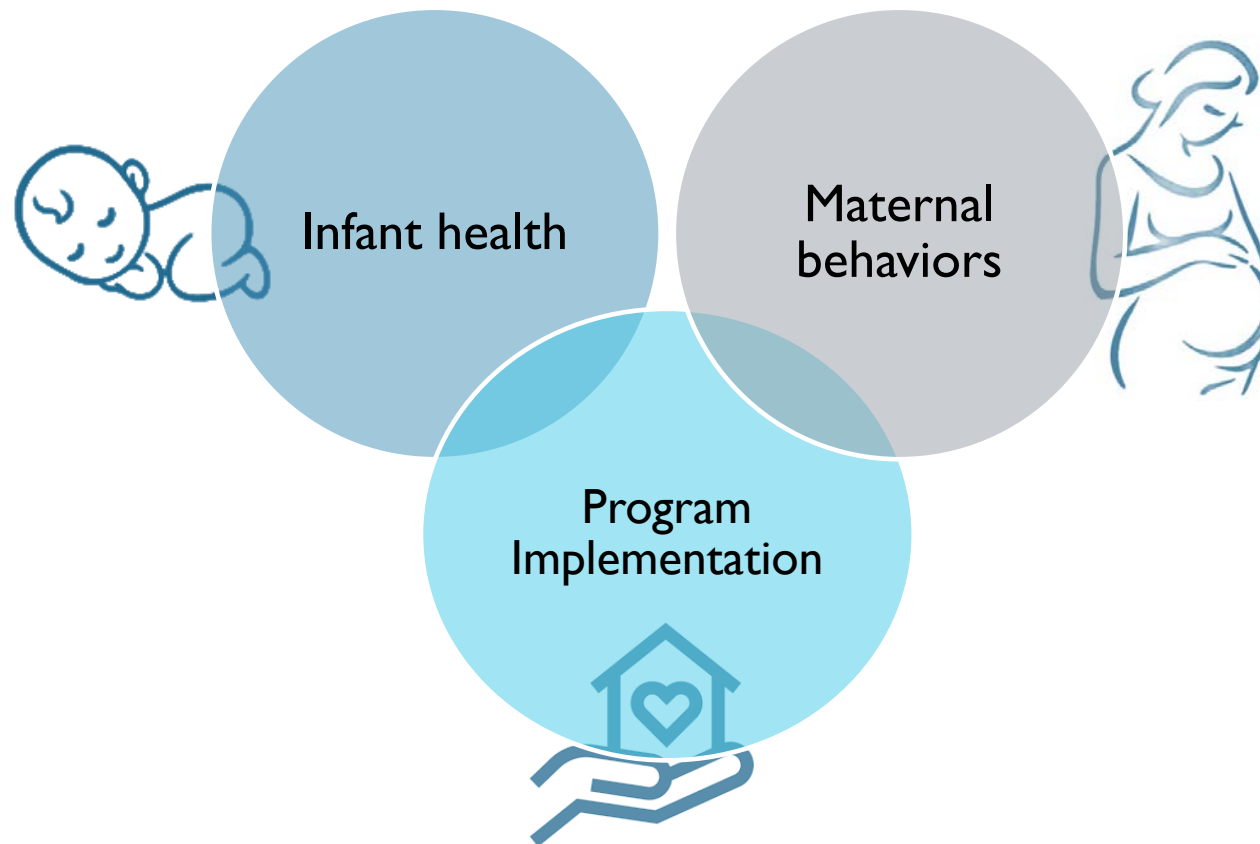 Infant health
Maternal
behaviors
Program
Implementation